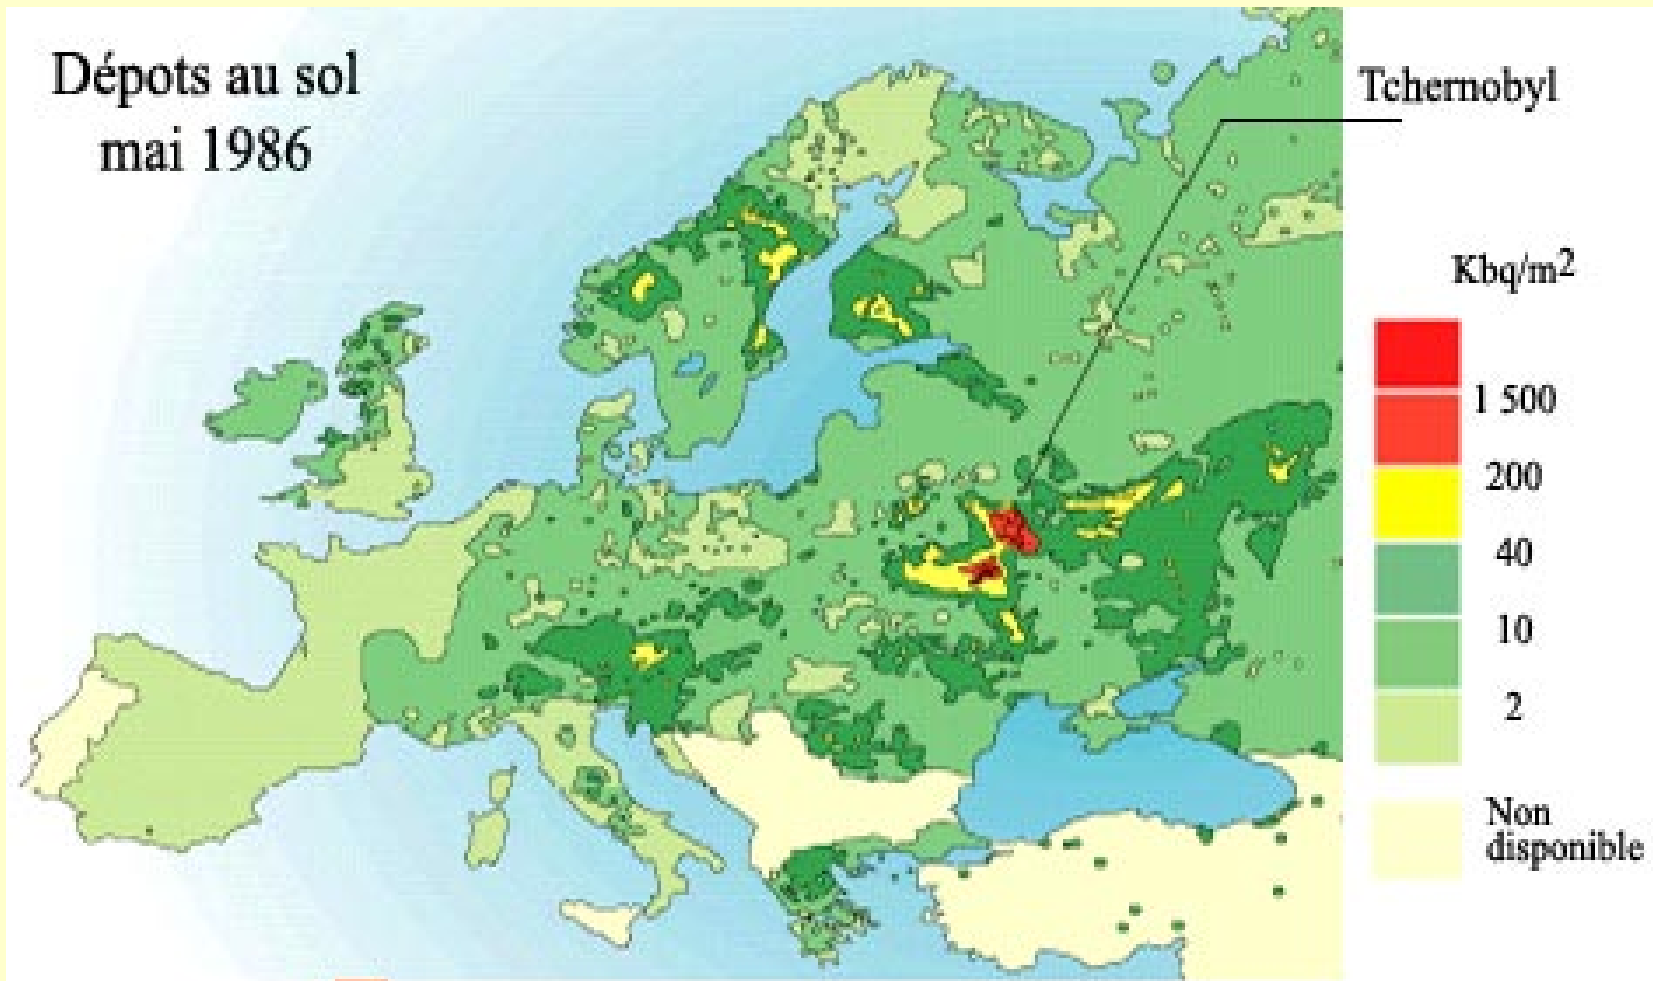 Dépots au sol
mai 1986
Tchernobyl
Kbq/m²
1 500
200
40
10
2
Non
disponible